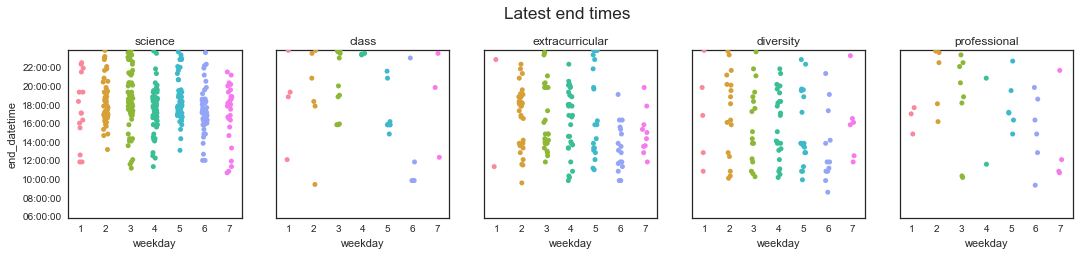 Latest end times
science class extracurricular diversity professional
end_datetime
22:00:00
20:00:00
18:00:00
16:00:00
14:00:00
12:00:00
10:00:00
08:00:00
06:00:00
1 2 3 4 5 6 7 1 2 3 4 5 6 7 1 2 3 4 5 6 7 1 2 3 4 5 6 7 1 2 3 4 5 6 7
weekday weekday weekday weekday weekday